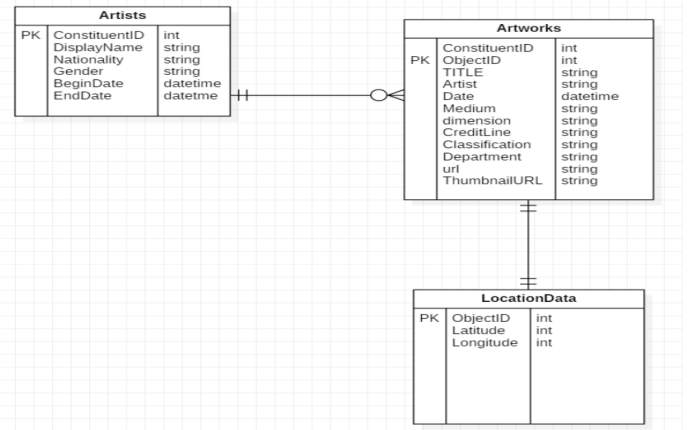 Artists
PK ConstituentID int
DisplayName string
Nationality string
Gender string
BeginDate datetime
EndDate datetme
Artworks
ConstituentID int
PK ObjectID int
TITLE string
Artist string
Date datetime
Medium string
dimension string
CreditLine string
Classification string
Department string
url string
ThumbnailURL string
LocationData
PK ObjectID int
Latitude int
Longitude int